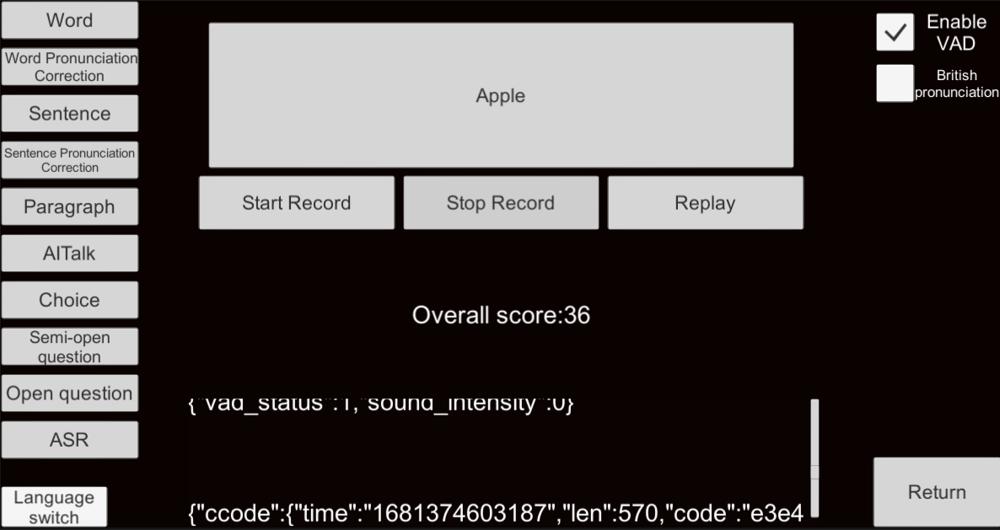 Word
Word Pronunciation
Correction
Sentence
Sentence Pronunciation
Correction
Paragraph
AITalk
Choice
Semi-open
question
Open question
ASR
Language
switch
Apple
Start Record
Stop Record
Replay
Overall score:36
{"vad_status":1,"sound_intensity":0}
{"ccode":{"time":"1681374603187","len":570,"code":"e3e4
Enable
VAD
British
pronunciation
Return